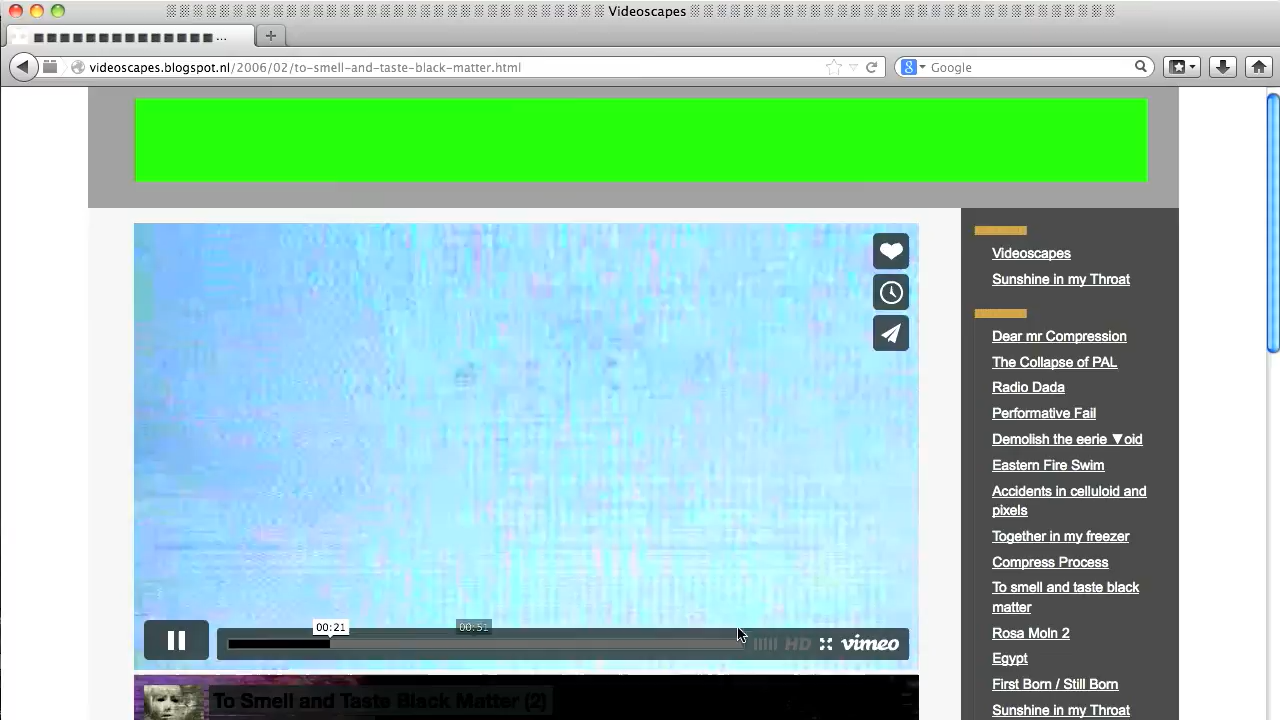 Videoscapes
...
videoscapes.blogspot.nl/2006/02/to-smell-and-taste-black-matter.html
Google
Videoscapes
Sunshine in my Throat
Dear mr Compression
The Collapse of PAL
Radio Dada
Performative Fail
Demolish the eerie ▼oid
Eastern Fire Swim
Accidents in celluloid and
pixels
Together in my freezer
Compress Process
To smell and taste black
matter
Rosa Moln 2
Egypt
First Born / Still Born
Sunshine in my Throat
00:21
00:51
HD
vimeo
To Smell and Taste Black Matter (2)